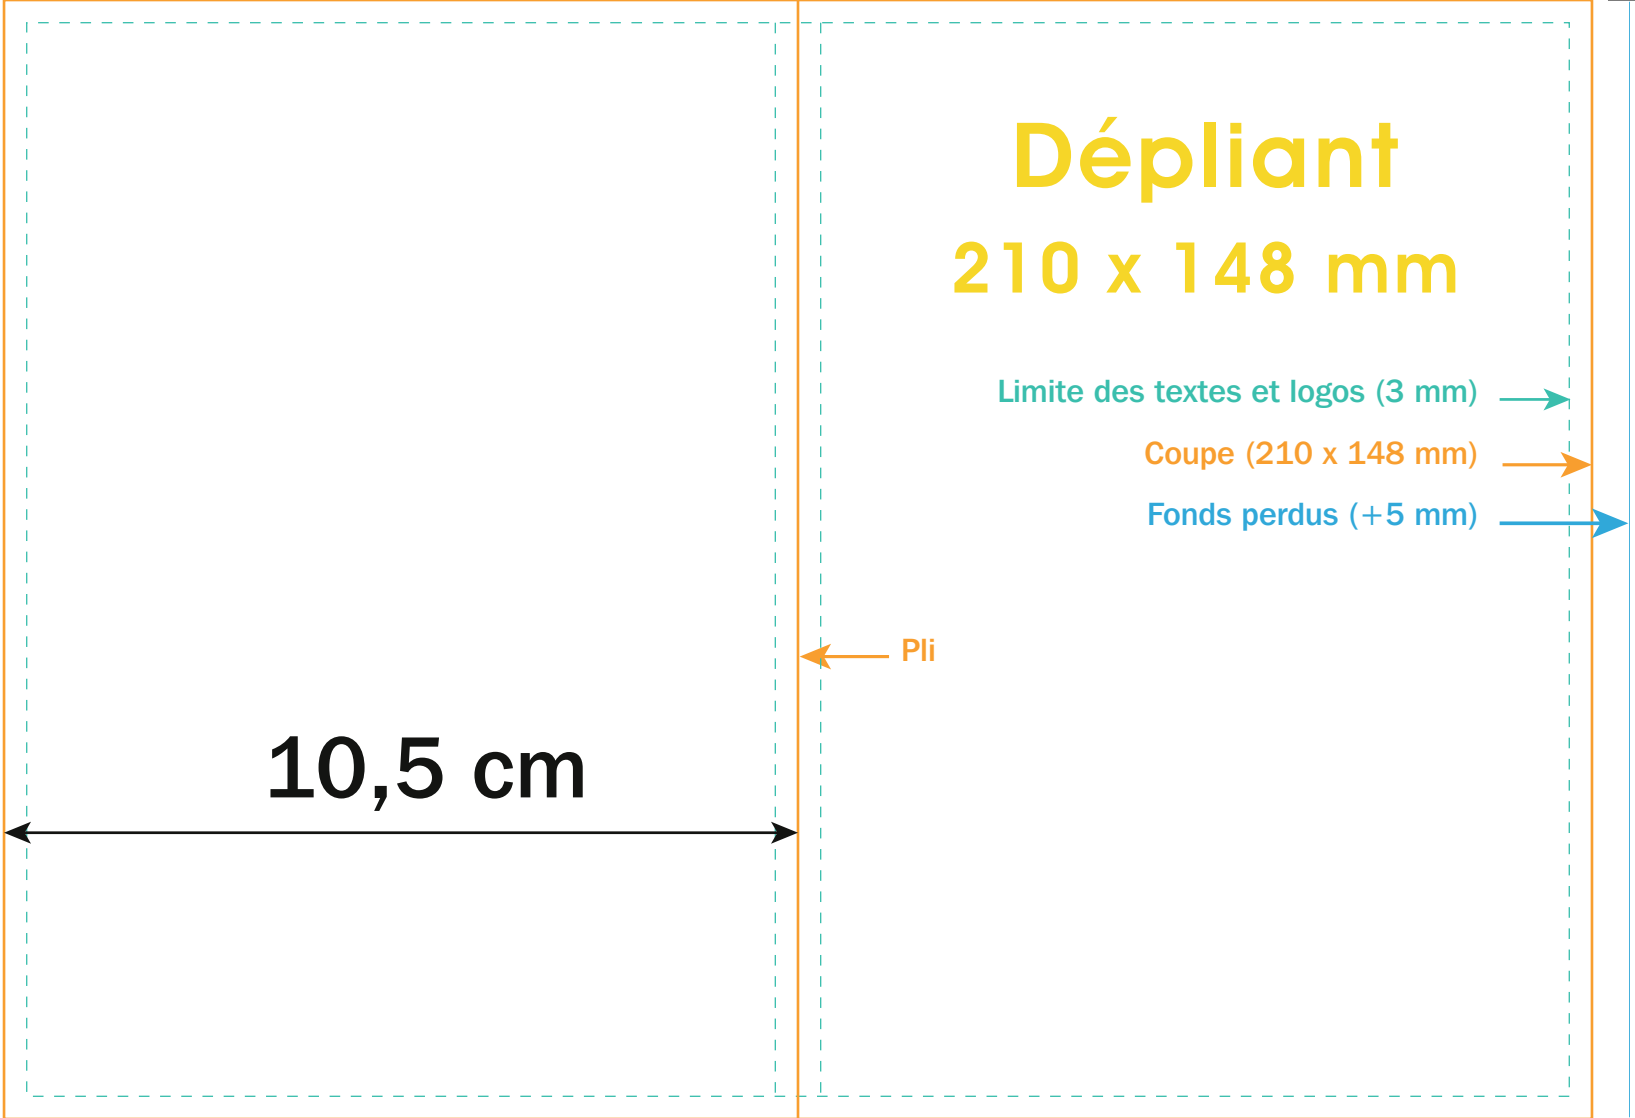 Dépliant
210 x 148 mm
Limite des textes et logos (3 mm)
Coupe (210 x 148 mm)
Fonds perdus (+5 mm)
Pli
10,5 cm